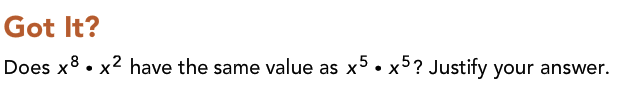 Got It?
Does x⁸ • x² have the same value as x⁵ • x⁵? Justify your answer.